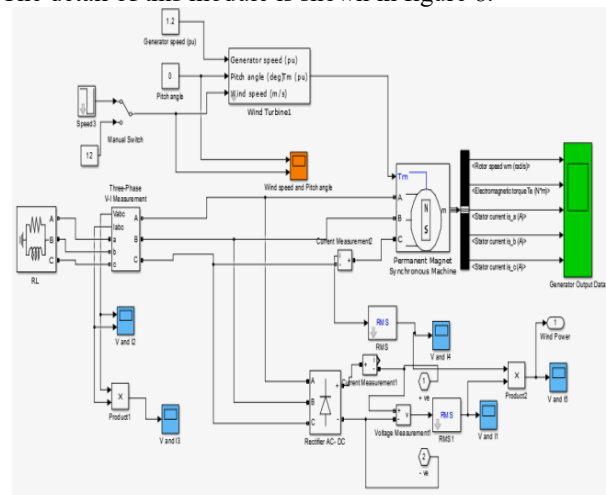 The detail of this module is shown in figure 8.
1.2
Generator speed (pu)
Generator speed (pu)
0
Pitch angle (deg)Tm (pu)
Pitch angle
Wind speed (m/s)
Wind Turbine1
Speed3
Manual Switch
12
Wind speed and Pitch angle
Three-Phase
V-I Measurement
Vabc
Iabc
A
B
C
a
b
c
A
B
C
A
B
C
RL
Tm
A
B
C
N
S
m
Permanent Magnet
Synchronous Machine
<Rotor speed wm (rad/s)>
<Electromagnetic torque Te (N*m)>
<Stator current is_a (A)>
<Stator current is_b (A)>
<Stator current is_c (A)>
Generator Output Data
Current Measurement2
i
+
-
V and I2
RMS
RMS
V and I4
1
Wind Power
×
Product2
V and I5
×
Product1
V and I3
A
B
C
+
-
Rectifier AC- DC
+
i
-
Current Measurement1
1
+ ve
+
-
v
Voltage Measurement1
RMS
RMS1
V and I1
2
- ve